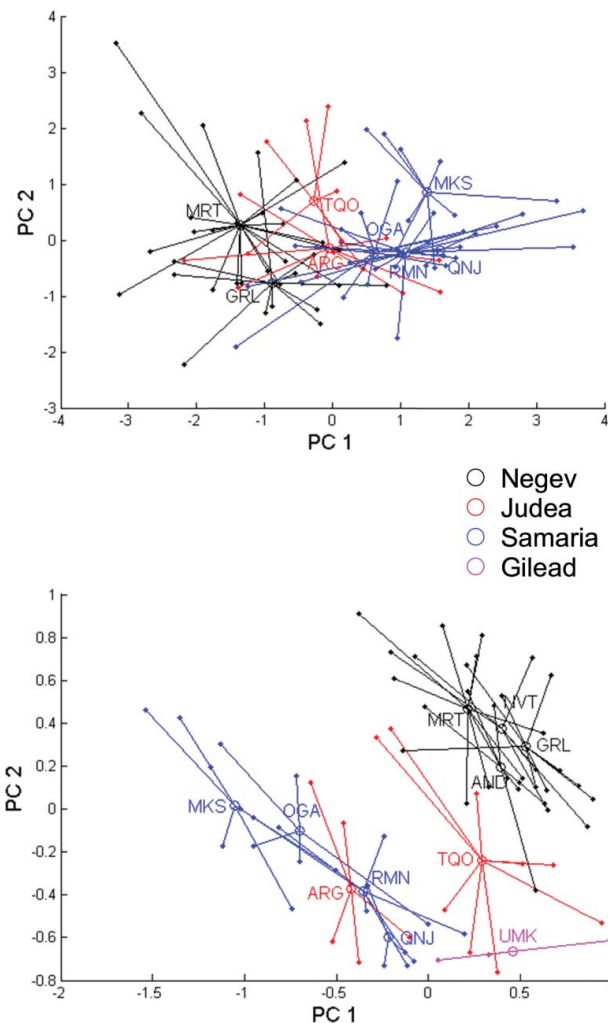 4
3
2
PC 2
1
0
-1
-2
-3
MRT
TQO
MKS
OGA
ARG
RMN
QNJ
GRL
-4
-3
-2
-1
0
1
2
3
4
PC 1
Negev
Judea
Samaria
Gilead
1
0.8
0.6
0.4
0.2
PC 2
0
-0.2
-0.4
-0.6
-0.8
MRT
NVT
GRL
AND
MKS
OGA
TQO
RMN
ARG
QNJ
UMK
-2
-1.5
-1
-0.5
0
0.5
PC 1